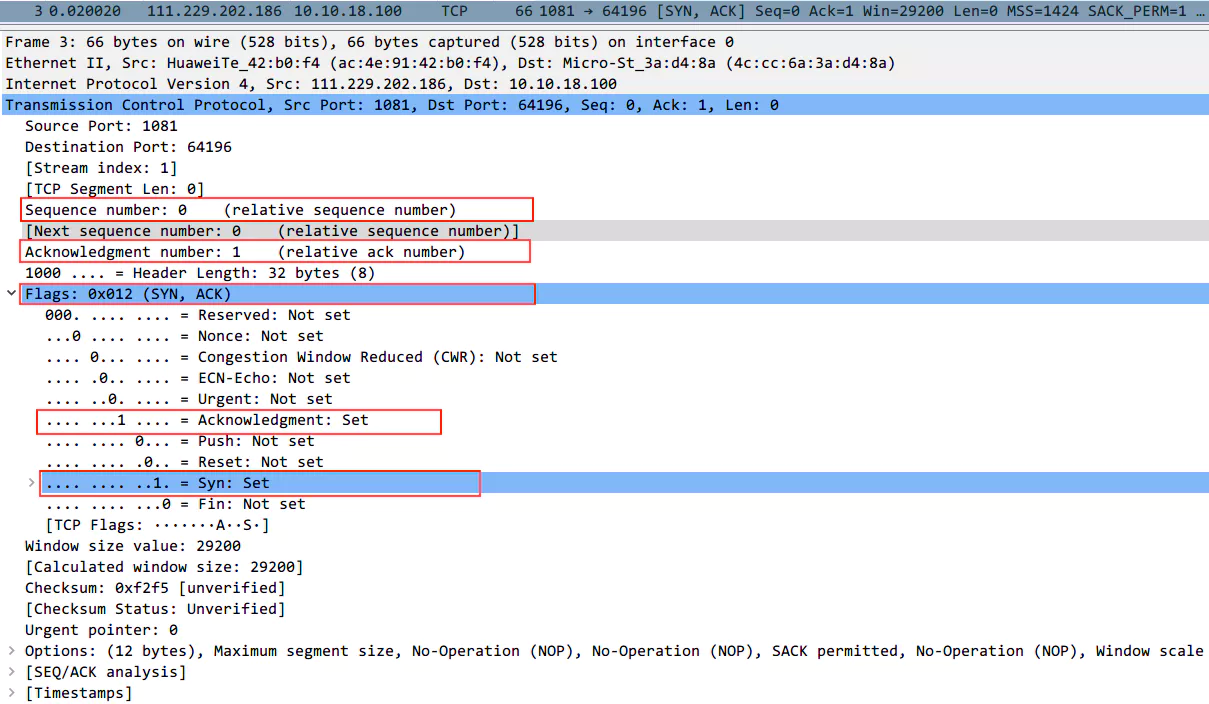 3 0.020020 111.229.202.186 10.10.18.100 TCP 66 1081 → 64196 [SYN, ACK] Seq=0 Ack=1 Win=29200 Len=0 MSS=1424 SACK_PERM=1 …
Frame 3: 66 bytes on wire (528 bits), 66 bytes captured (528 bits) on interface 0
Ethernet II, Src: HuaweiTe_42:b0:f4 (ac:4e:91:42:b0:f4), Dst: Micro-St_3a:d4:8a (4c:cc:6a:3a:d4:8a)
Internet Protocol Version 4, Src: 111.229.202.186, Dst: 10.10.18.100
Transmission Control Protocol, Src Port: 1081, Dst Port: 64196, Seq: 0, Ack: 1, Len: 0
Source Port: 1081
Destination Port: 64196
[Stream index: 1]
[TCP Segment Len: 0]
Sequence number: 0 (relative sequence number)
[Next sequence number: 0 (relative sequence number)]
Acknowledgment number: 1 (relative ack number)
1000 .... = Header Length: 32 bytes (8)
Flags: 0x012 (SYN, ACK)
000. .... .... = Reserved: Not set
...0 .... .... = Nonce: Not set
.... 0... .... = Congestion Window Reduced (CWR): Not set
.... .0.. .... = ECN-Echo: Not set
.... ..0. .... = Urgent: Not set
.... ...1 .... = Acknowledgment: Set
.... .... 0... = Push: Not set
.... .... .0.. = Reset: Not set
.... .... ..1. = Syn: Set
.... .... ...0 = Fin: Not set
[TCP Flags: ·······A··S·]
Window size value: 29200
[Calculated window size: 29200]
Checksum: 0xf2f5 [unverified]
[Checksum Status: Unverified]
Urgent pointer: 0
Options: (12 bytes), Maximum segment size, No-Operation (NOP), No-Operation (NOP), SACK permitted, No-Operation (NOP), Window scale
[SEQ/ACK analysis]
[Timestamps]